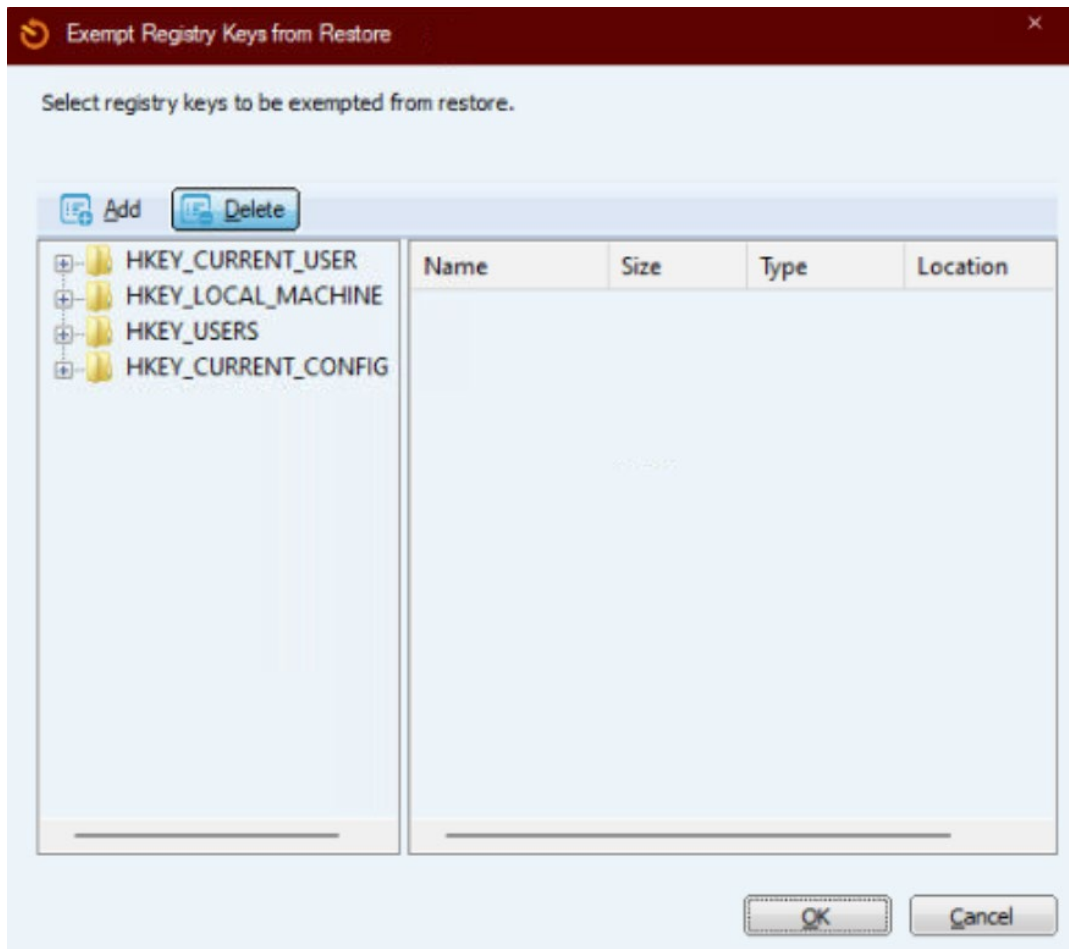 Exempt Registry Keys from Restore
Select registry keys to be exempted from restore.
Add Delete
HKEY_CURRENT_USER
HKEY_LOCAL_MACHINE
HKEY_USERS
HKEY_CURRENT_CONFIG
Name Size Type Location
OK Cancel